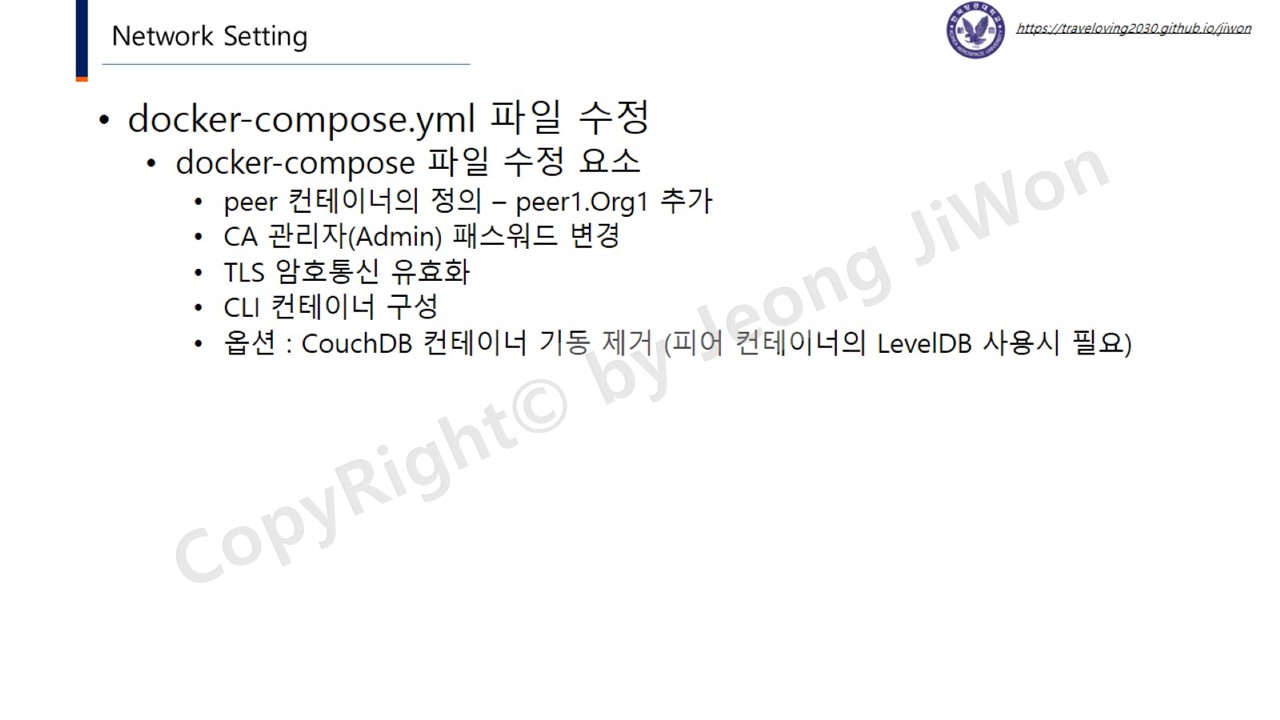 Network Setting
https://traveloving2030.github.io/jiwon
• docker-compose.yml 파일 수정
• docker-compose 파일 수정 요소
• peer 컨테이너의 정의 – peer1.Org1 추가
• CA 관리자(Admin) 패스워드 변경
• TLS 암호통신 유효화
• CLI 컨테이너 구성
• 옵션 : CouchDB 컨테이너 기동 제거 (피어 컨테이너의 LevelDB 사용시 필요)
CopyRight© by Jeong JiWon